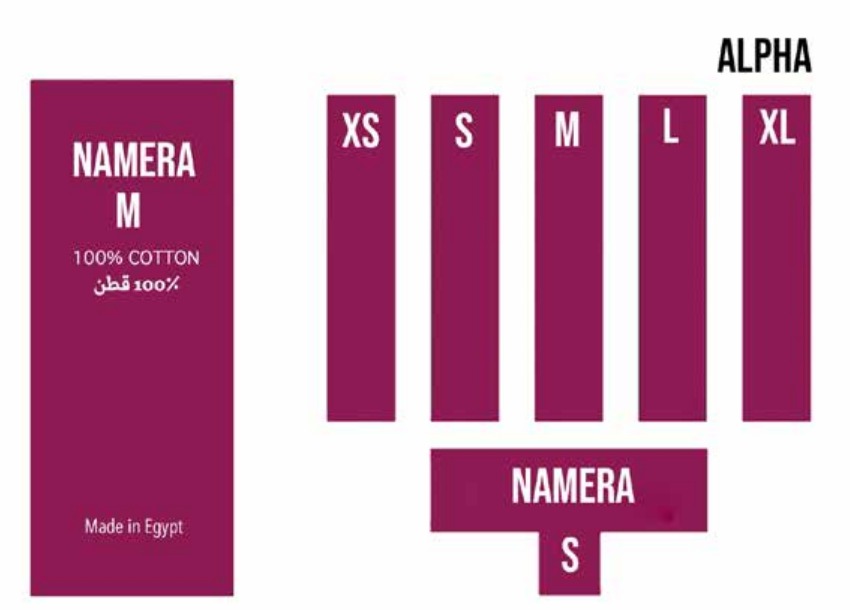 ALPHA
NAMERA
M
100% COTTON
100٪ قطن
Made in Egypt
XS
S
M
L
XL
NAMERA
S